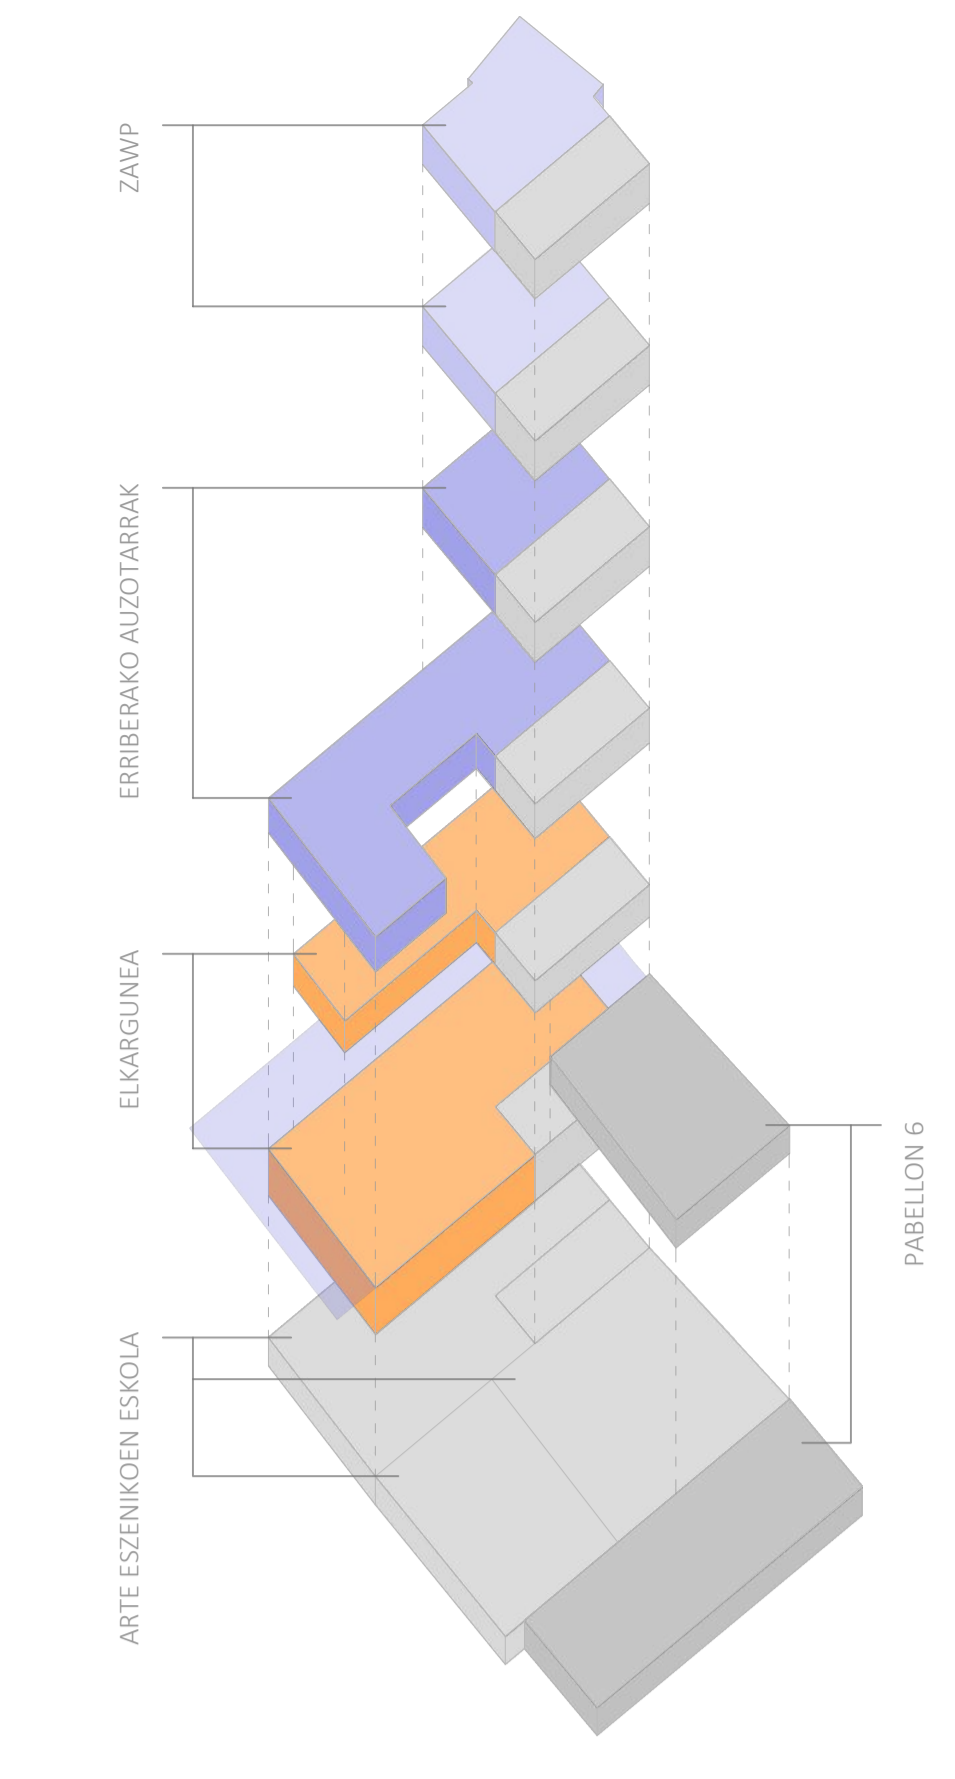 ZAWP
ERRIBERAKO AUZOTARRAK
ELKARGUNEA
PABELLON 6
ARTE ESZENIKOEN ESKOLA